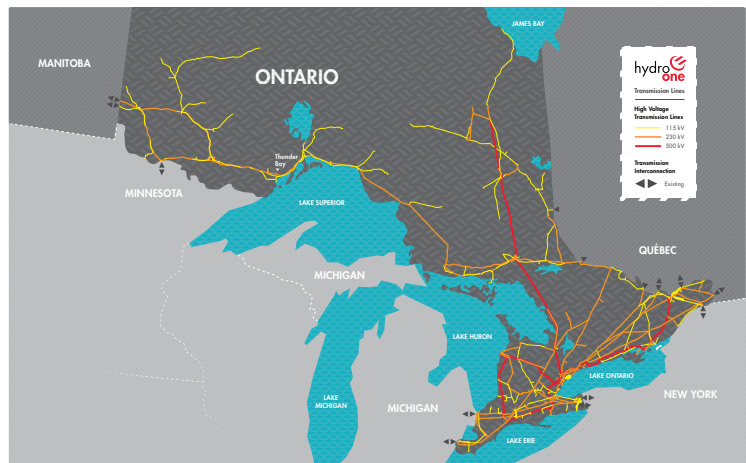 JAMES BAY
MANITOBA
ONTARIO
hydro
one
Transmission Lines
High Voltage
Transmission Lines
115 kV
230 kV
500 kV
Transmission
Interconnection
Existing
Thunder
Bay
MINNESOTA
LAKE SUPERIOR
QUÉBEC
MICHIGAN
LAKE HURON
LAKE ONTARIO
NEW YORK
LAKE
MICHIGAN
MICHIGAN
LAKE ERIE